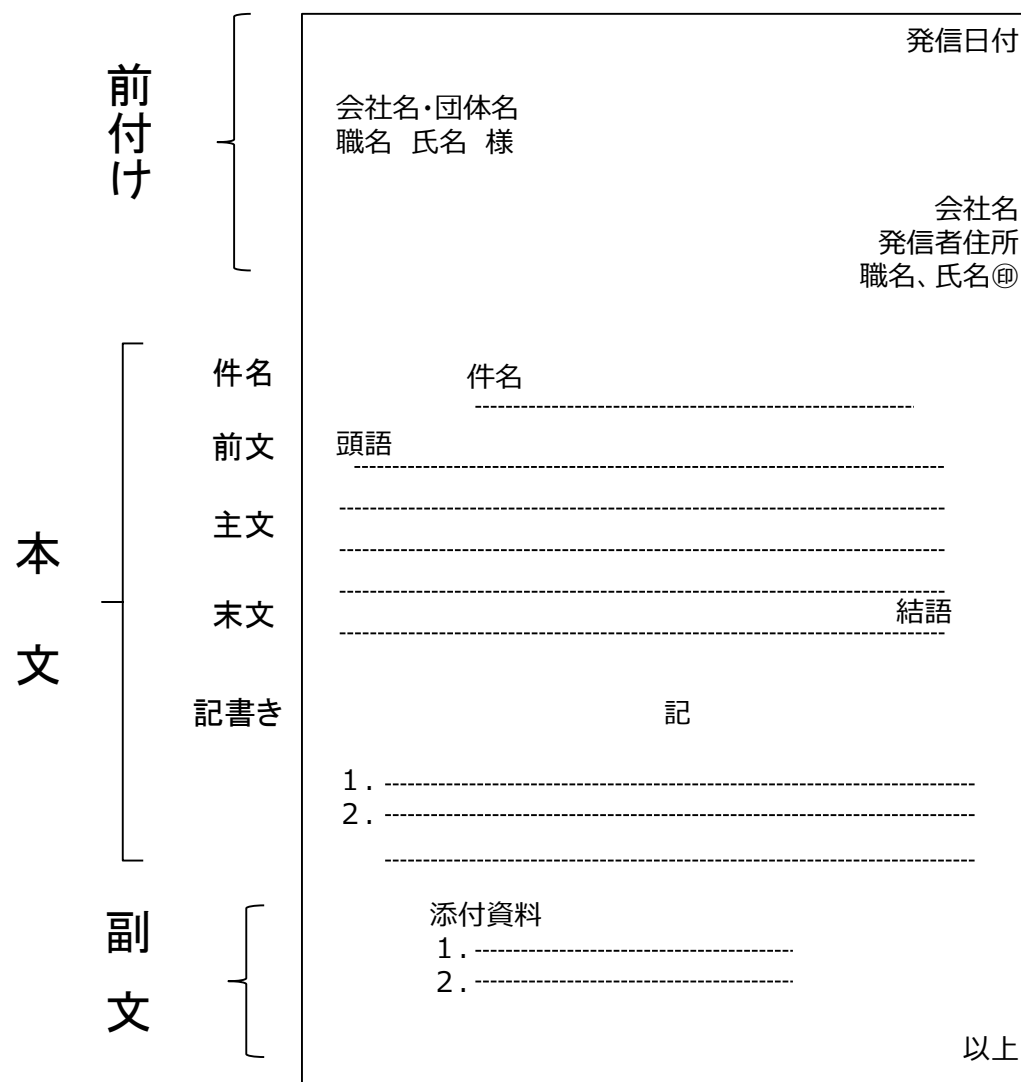 発信日付
前付け
会社名・団体名
職名 氏名 様
会社名
発信者住所
職名、氏名㊞
本文
件名
件名
前文
頭語
主文
末文
結語
記書き
記
1.
2.
副文
添付資料
1.
2.
以上